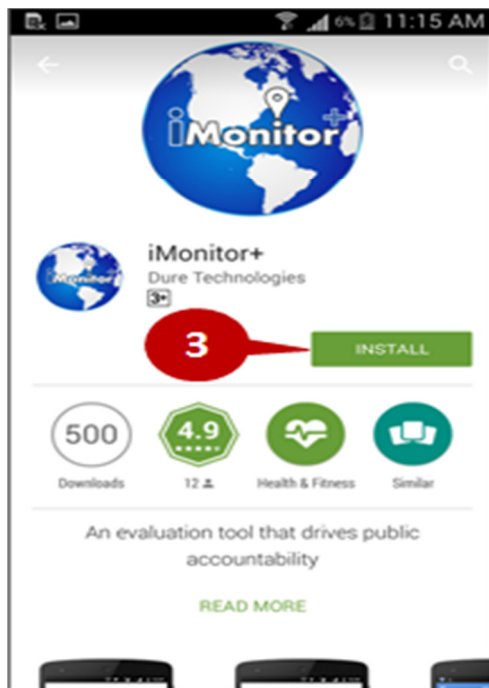 6% 11:15 AM
iMonitor+
iMonitor+
iMonitor+
Dure Technologies
3+
3
INSTALL
500
4.9
Downloads
12
Health & Fitness
Similar
An evaluation tool that drives public
accountability
READ MORE